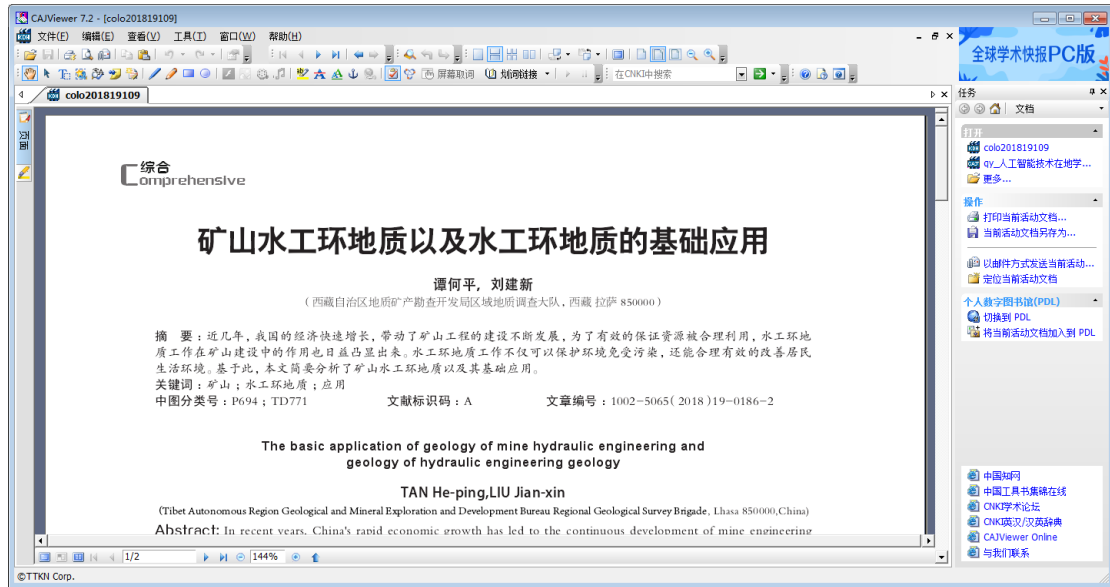 CAJViewer 7.2 - [colo201819109]
文件(F) 编辑(E) 查看(V) 工具(T) 窗口(W) 帮助(H)
全球学术快报PC版
屏幕取词 划词链接 在CNKI中搜索
colo201819109
任务
文档
页面
打开
colo201819109
qy_人工智能技术在地学...
更多...
操作
打印当前活动文档...
当前活动文档另存为...
以邮件方式发送当前活动...
定位当前活动文档
个人数字图书馆(PDL)
切换到 PDL
将当前活动文档加入到 PDL
综合
Comprehensive
矿山水工环地质以及水工环地质的基础应用
谭何平，刘建新
（西藏自治区地质矿产勘查开发局区域地质调查大队，西藏 拉萨 850000）
摘 要：近几年，我国的经济快速增长，带动了矿山工程的建设不断发展，为了有效的保证资源被合理利用，水工环地
质工作在矿山建设中的作用也日益凸显出来。水工环地质工作不仅可以保护环境免受污染，还能合理有效的改善居民
生活环境。基于此，本文简要分析了矿山水工环地质以及其基础应用。
关键词：矿山；水工环地质；应用
中图分类号：P694；TD771 文献标识码：A 文章编号：1002-5065（2018）19-0186-2
The basic application of geology of mine hydraulic engineering and
geology of hydraulic engineering geology
TAN He-ping,LIU Jian-xin
(Tibet Autonomous Region Geological and Mineral Exploration and Development Bureau Regional Geological Survey Brigade, Lhasa 850000,China)
Abstract: In recent years, China's rapid economic growth has led to the continuous development of mine engineering
中国知网
中国工具书集锦在线
CNKI学术论坛
CNKI英汉/汉英辞典
CAJViewer Online
与我们联系
1/2 144%
©TTKN Corp.